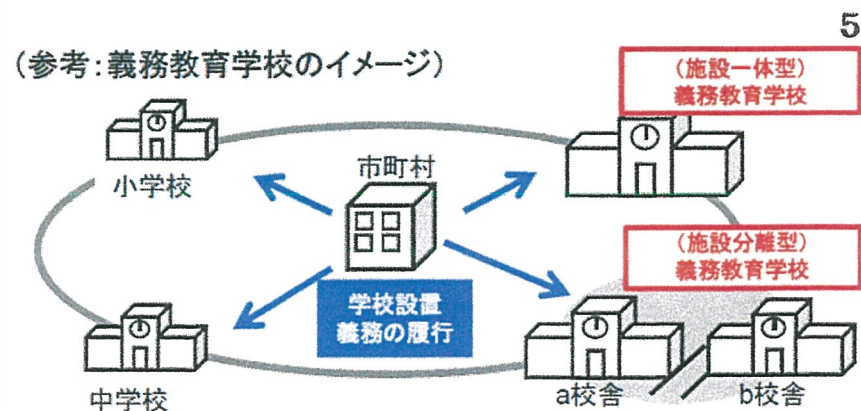 5
(参考:義務教育学校のイメージ)
(施設一体型)
義務教育学校
小学校
市町村
(施設分離型)
義務教育学校
学校設置
義務の履行
中学校
a校舎
b校舎